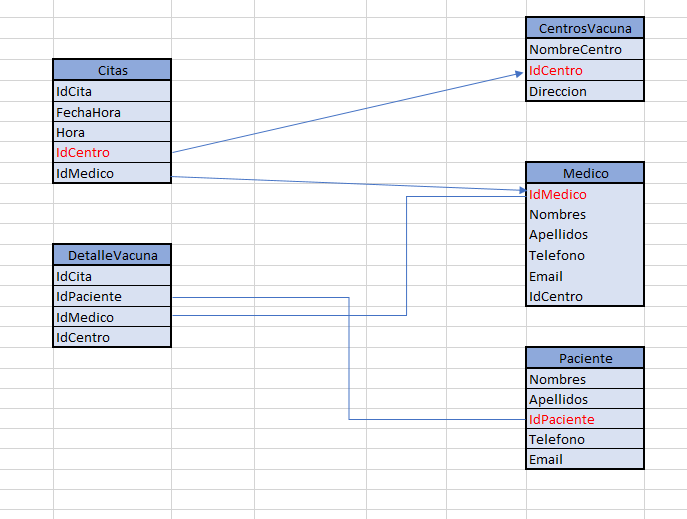 Citas
IdCita
FechaHora
Hora
IdCentro
IdMedico
DetalleVacuna
IdCita
IdPaciente
IdMedico
IdCentro
CentrosVacuna
NombreCentro
IdCentro
Direccion
Medico
IdMedico
Nombres
Apellidos
Telefono
Email
IdCentro
Paciente
Nombres
Apellidos
IdPaciente
Telefono
Email